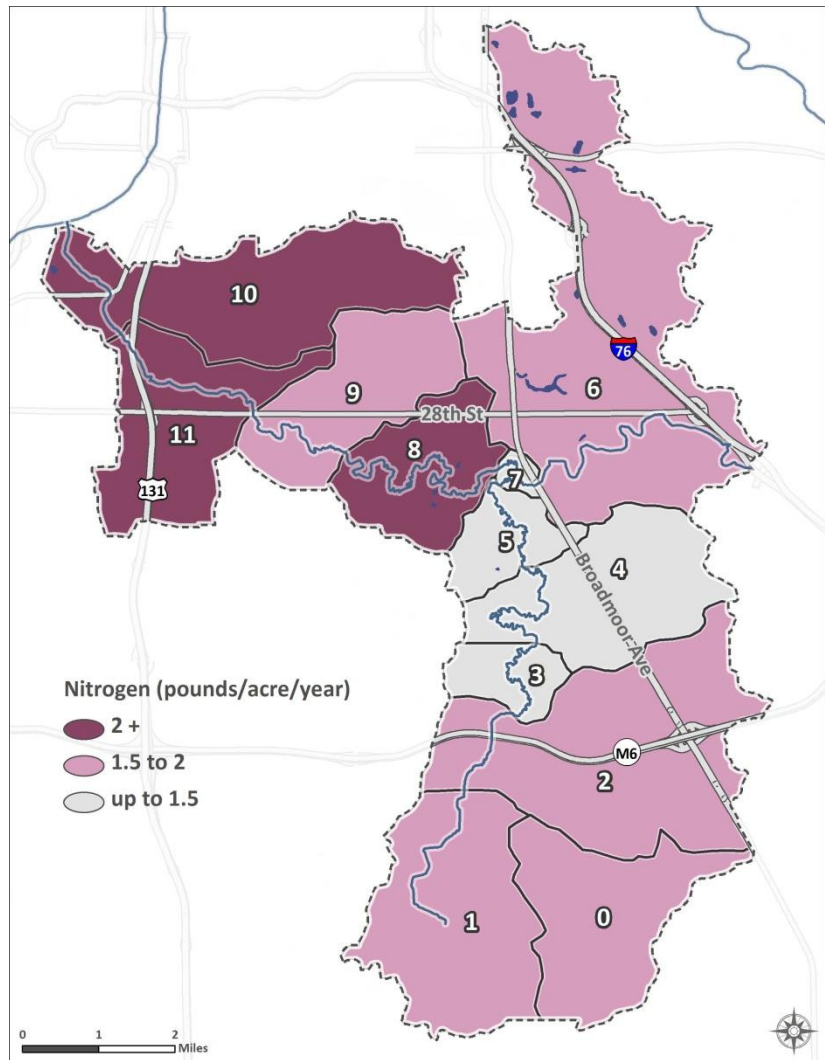 10
76
9
6
28th St
11
8
131
7
5
4
Broadmoor Ave
3
Nitrogen (pounds/acre/year)
2 +
1.5 to 2
up to 1.5
M6
2
1
0
0 1 2
Miles